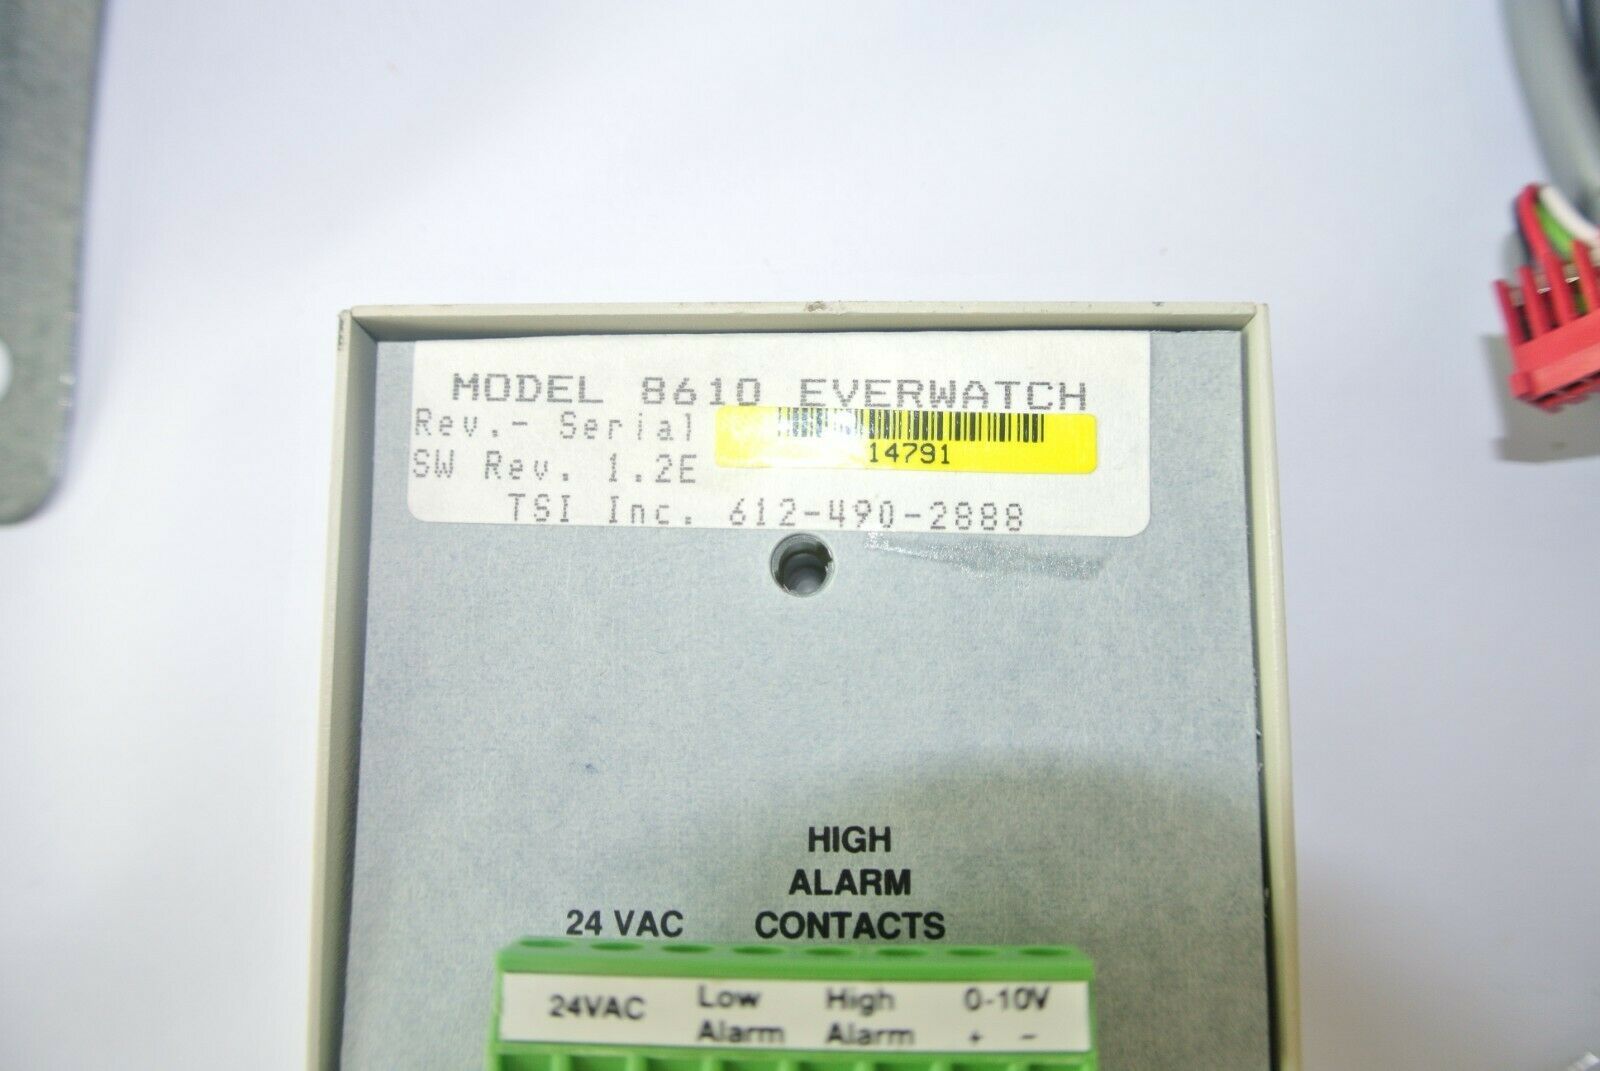 MODEL 8610 EVERWATCH
Rev.- Serial 14791
SW Rev. 1.2E
TSI Inc. 612-490-2888
HIGH
ALARM
24 VAC CONTACTS
24VAC Low Alarm High Alarm 0-10V
+ -